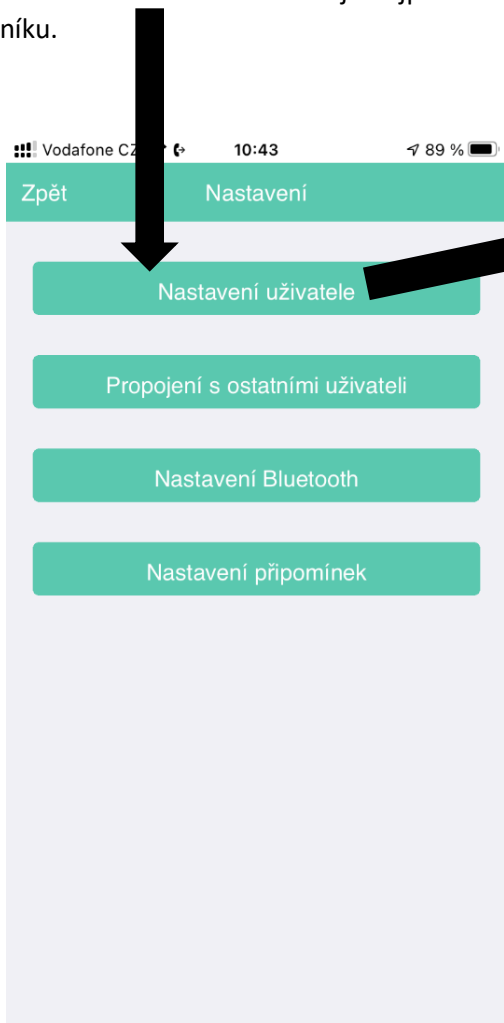 níku.
Vodafone CZ 10:43 89 %
Zpět Nastavení
Nastavení uživatele
Propojení s ostatními uživateli
Nastavení Bluetooth
Nastavení připomínek